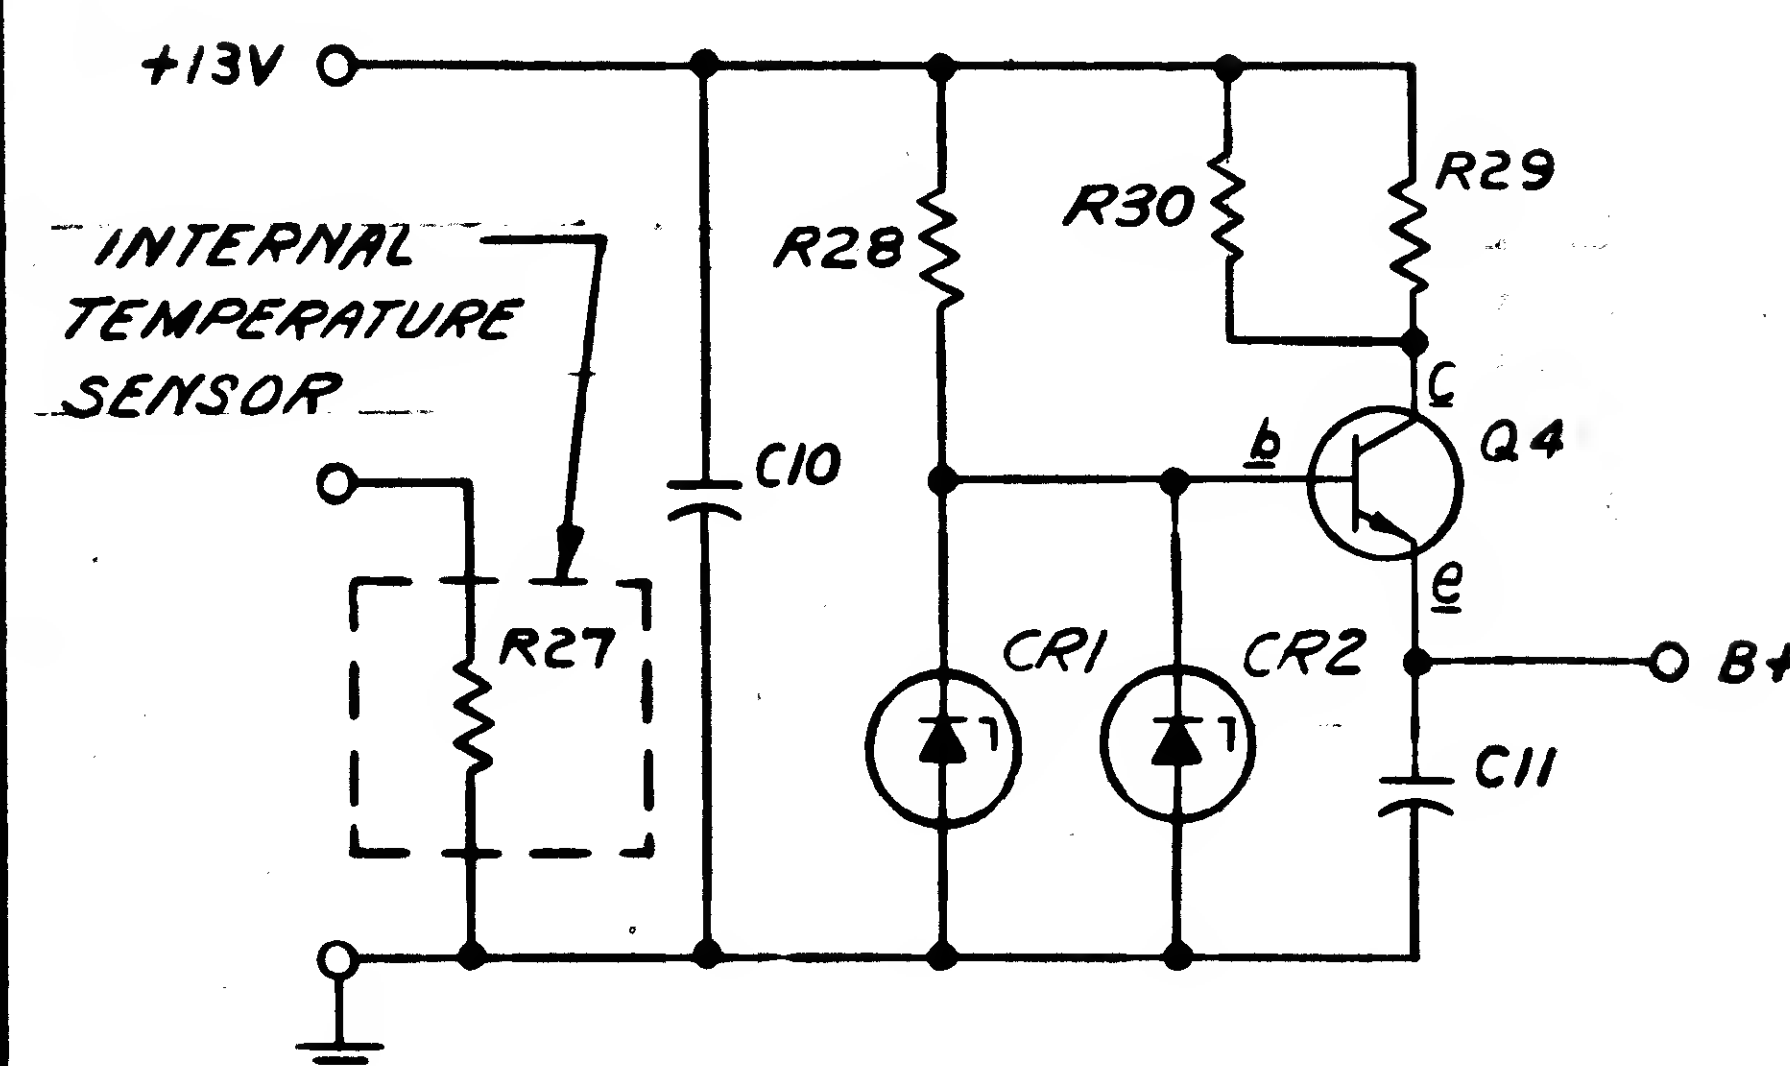 +13V
R29
R30
R28
INTERNAL
TEMPERATURE
SENSOR
C
Q4
b
C10
e
R27
CR1
CR2
B+
C11